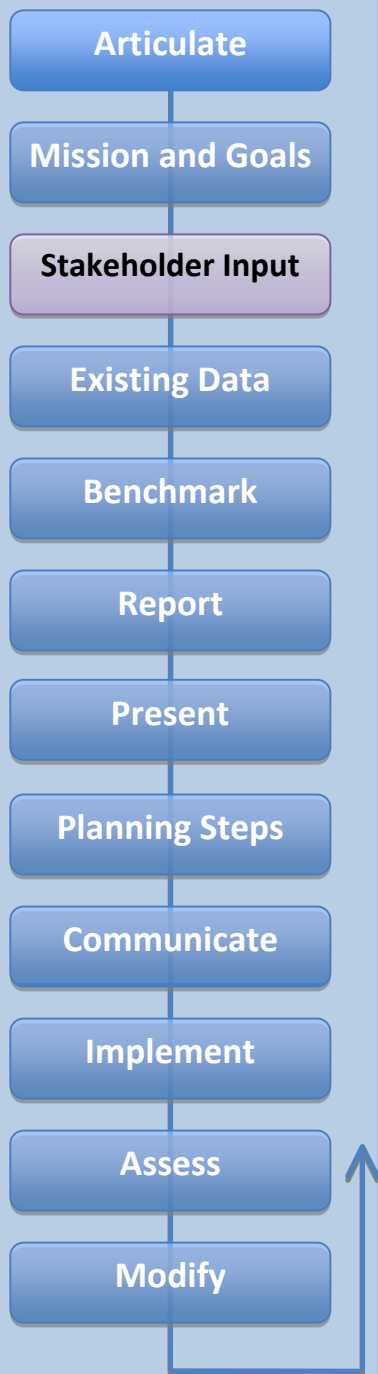 Articulate
Mission and Goals
Stakeholder Input
Existing Data
Benchmark
Report
Present
Planning Steps
Communicate
Implement
Assess
Modify